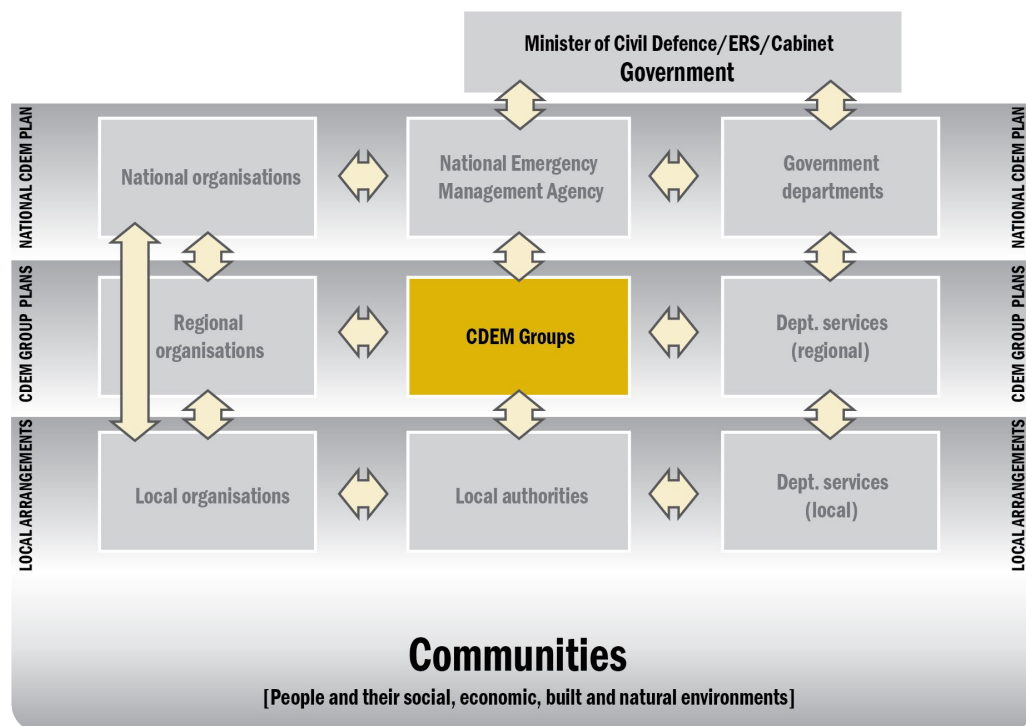 Minister of Civil Defence/ERS/Cabinet
Government
NATIONAL CDEM PLAN
National organisations
National Emergency
Management Agency
Government
departments
NATIONAL CDEM PLAN
CDEM GROUP PLANS
Regional
organisations
CDEM Groups
Dept. services
(regional)
CDEM GROUP PLANS
LOCAL ARRANGEMENTS
Local organisations
Local authorities
Dept. services
(local)
LOCAL ARRANGEMENTS
Communities
[People and their social, economic, built and natural environments]